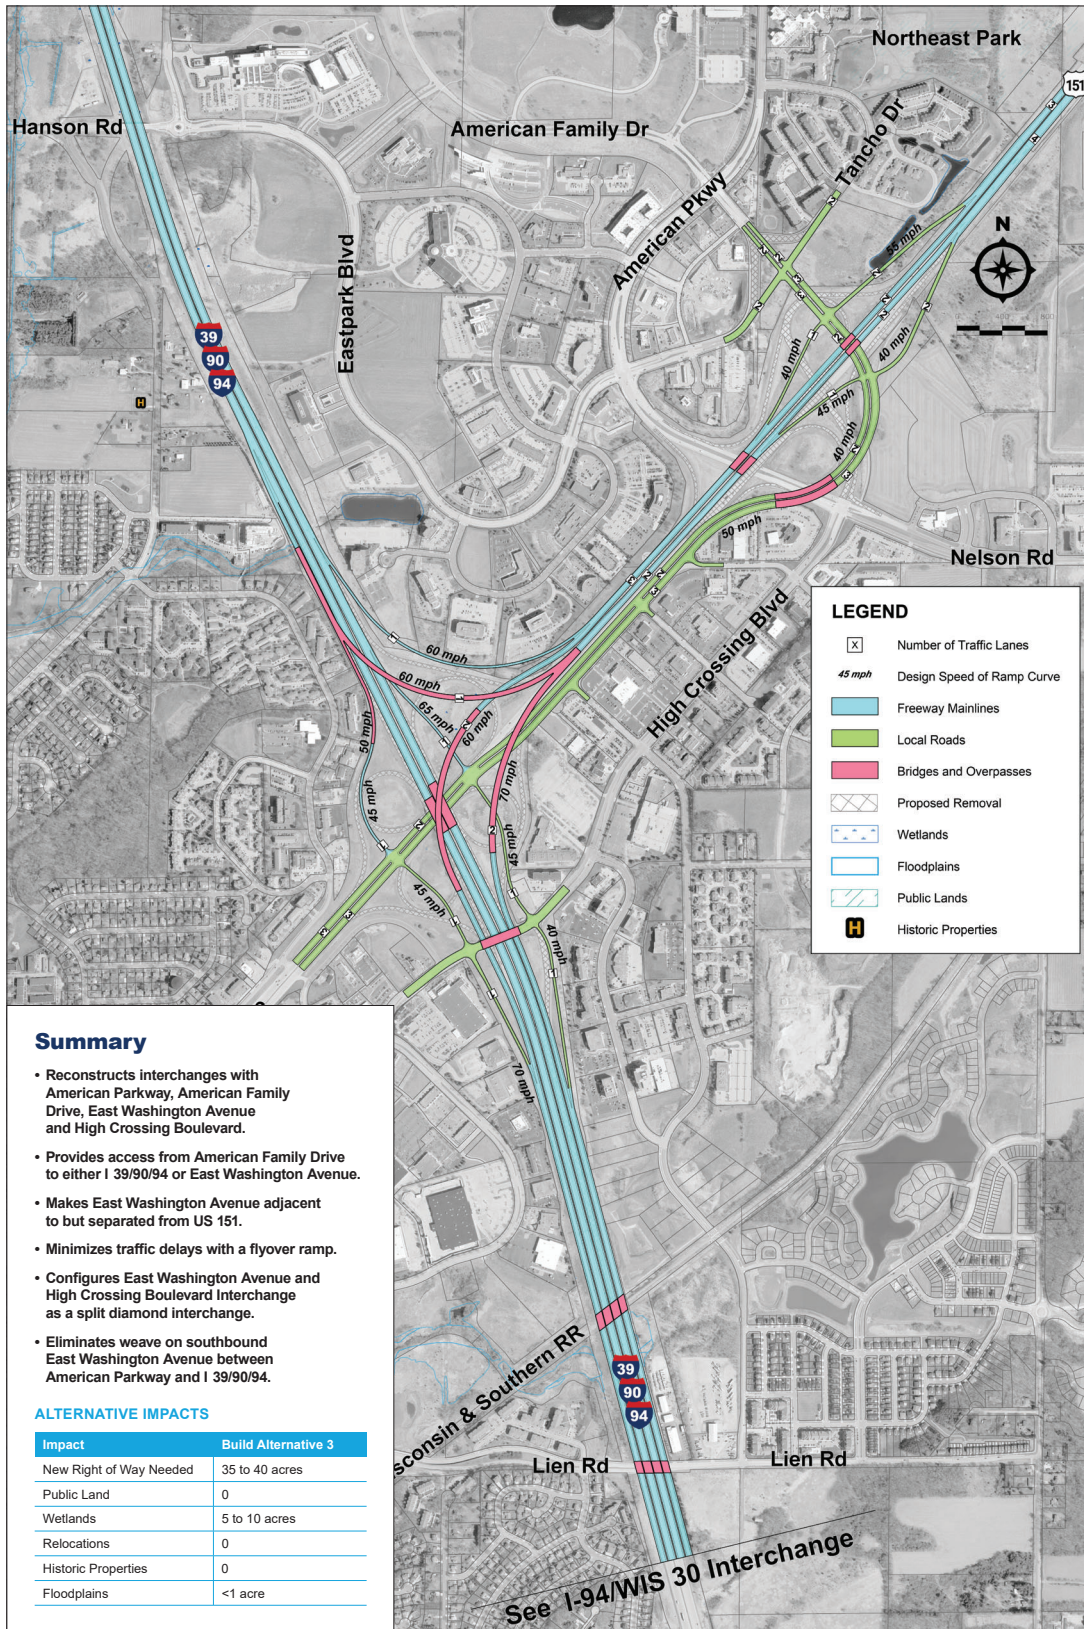 Northeast Park
151
Hanson Rd
American Family Dr
Tancho Dr
American Pkwy
Eastpark Blvd
N
0 400 800
55 mph
40 mph
40 mph
45 mph
40 mph
50 mph
39
90
94
H
Nelson Rd
High Crossing Blvd
60 mph
60 mph
65 mph
60 mph
50 mph
70 mph
45 mph
45 mph
45 mph
40 mph
70 mph
LEGEND
X Number of Traffic Lanes
45 mph Design Speed of Ramp Curve
Freeway Mainlines
Local Roads
Bridges and Overpasses
Proposed Removal
Wetlands
Floodplains
Public Lands
H Historic Properties
Summary
• Reconstructs interchanges with
American Parkway, American Family
Drive, East Washington Avenue
and High Crossing Boulevard.
• Provides access from American Family Drive
to either I 39/90/94 or East Washington Avenue.
• Makes East Washington Avenue adjacent
to but separated from US 151.
• Minimizes traffic delays with a flyover ramp.
• Configures East Washington Avenue and
High Crossing Boulevard Interchange
as a split diamond interchange.
• Eliminates weave on southbound
East Washington Avenue between
American Parkway and I 39/90/94.
ALTERNATIVE IMPACTS
Impact Build Alternative 3
New Right of Way Needed 35 to 40 acres
Public Land 0
Wetlands 5 to 10 acres
Relocations 0
Historic Properties 0
Floodplains <1 acre
sconsin & Southern RR
39
90
94
Lien Rd
Lien Rd
See I-94/WIS 30 Interchange